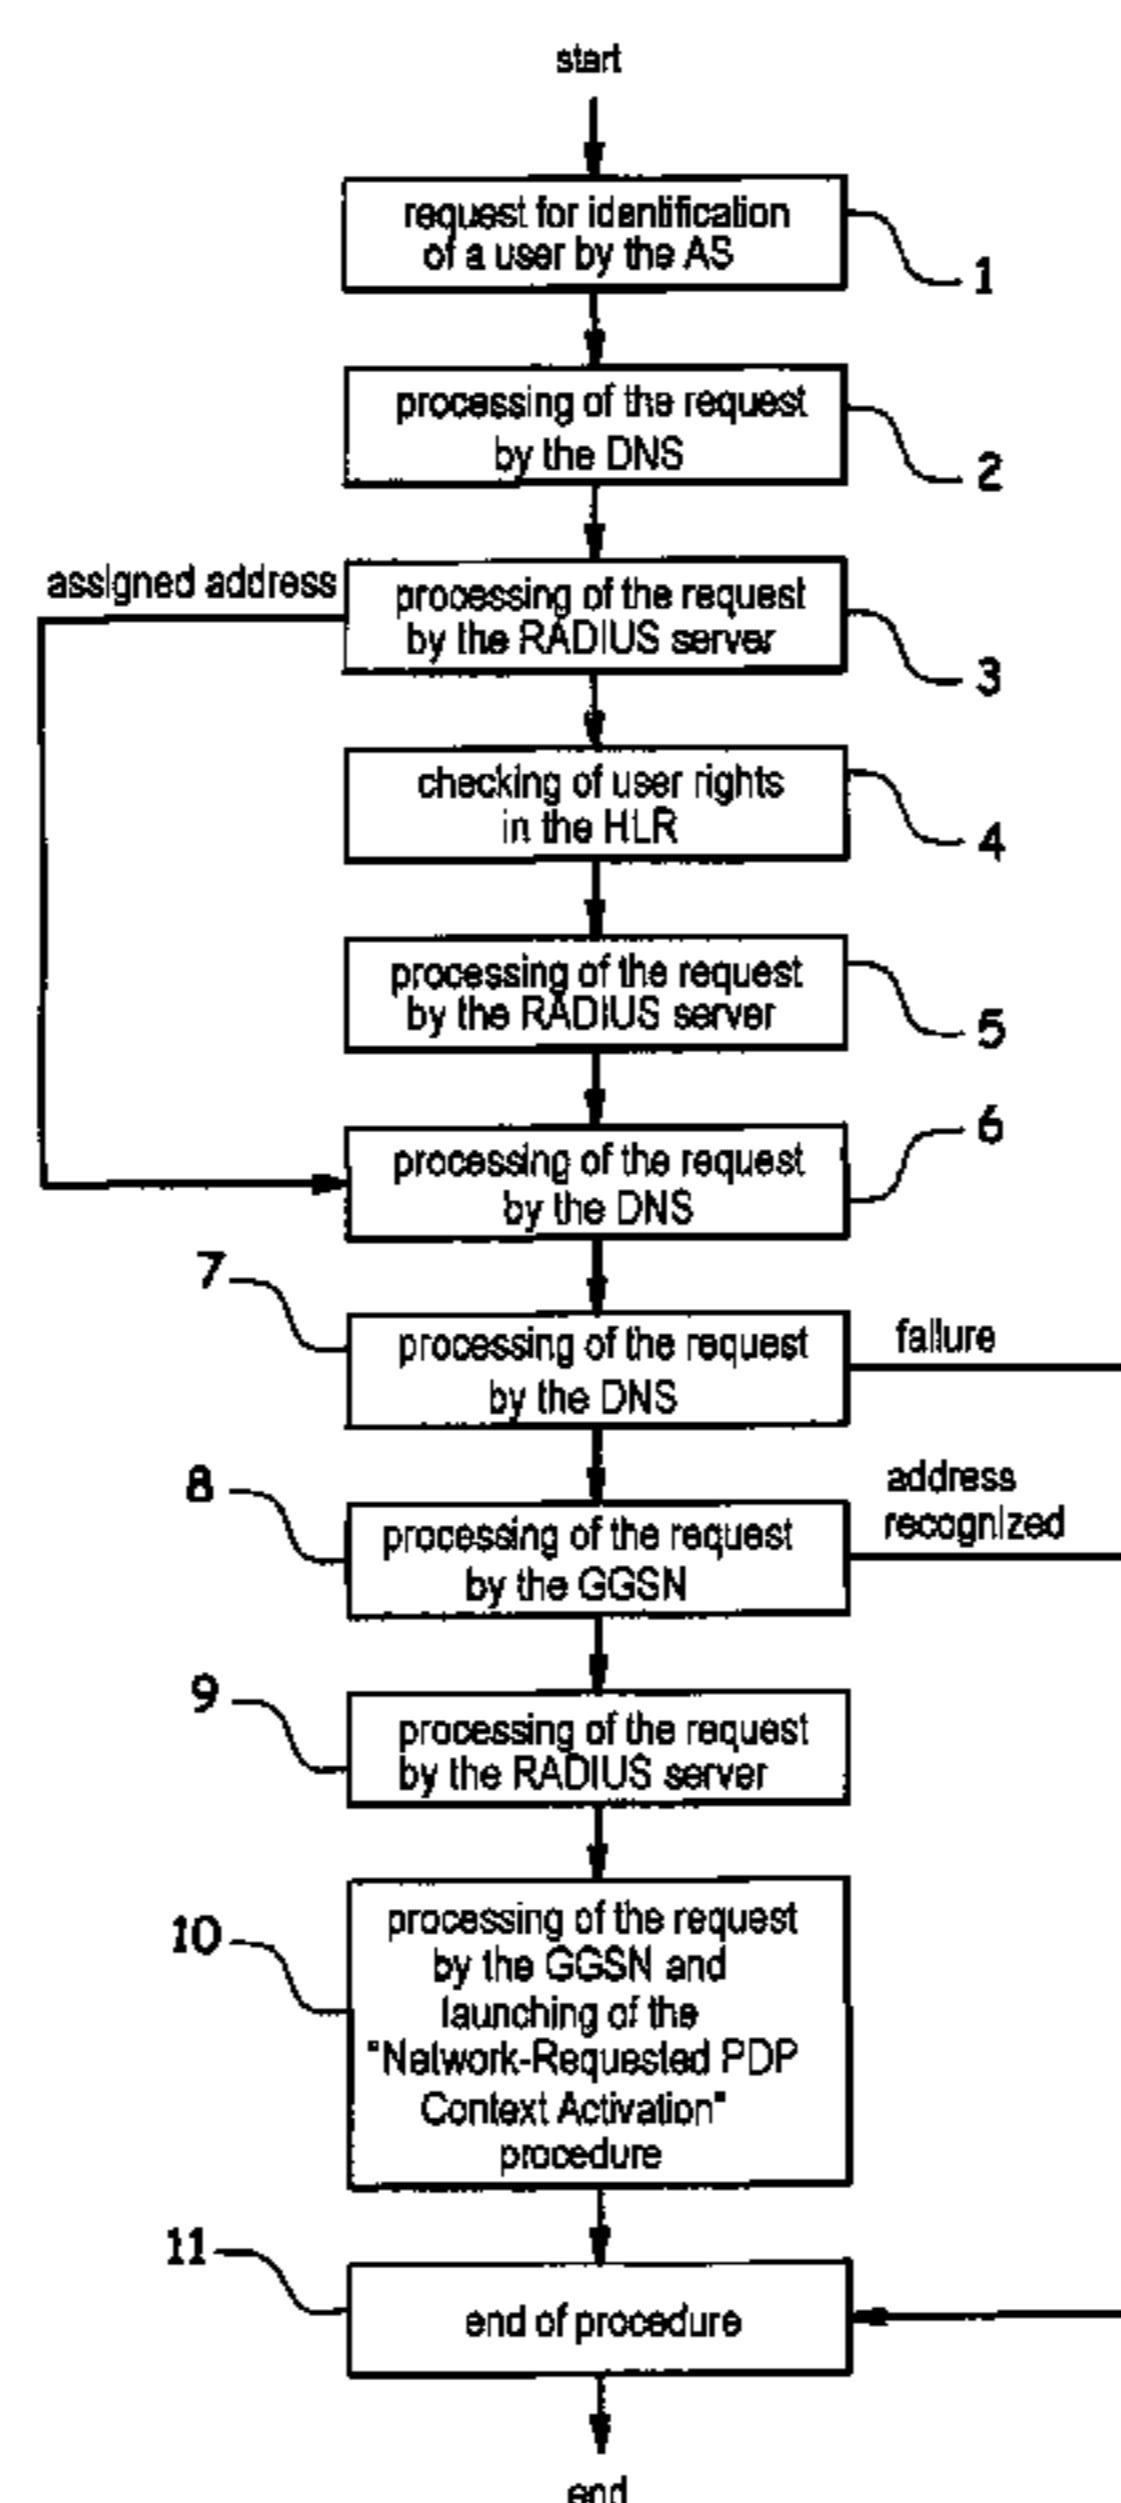 start
request for identification
of a user by the AS
1
processing of the request
by the DNS
2
assigned address
processing of the request
by the RADIUS server
3
checking of user rights
in the HLR
4
processing of the request
by the RADIUS server
5
processing of the request
by the DNS
6
7
processing of the request
by the DNS
failure
8
processing of the request
by the GGSN
address
recognized
9
processing of the request
by the RADIUS server
10
processing of the request
by the GGSN and
launching of the
"Network-Requested PDP
Context Activation"
procedure
11
end of procedure
end